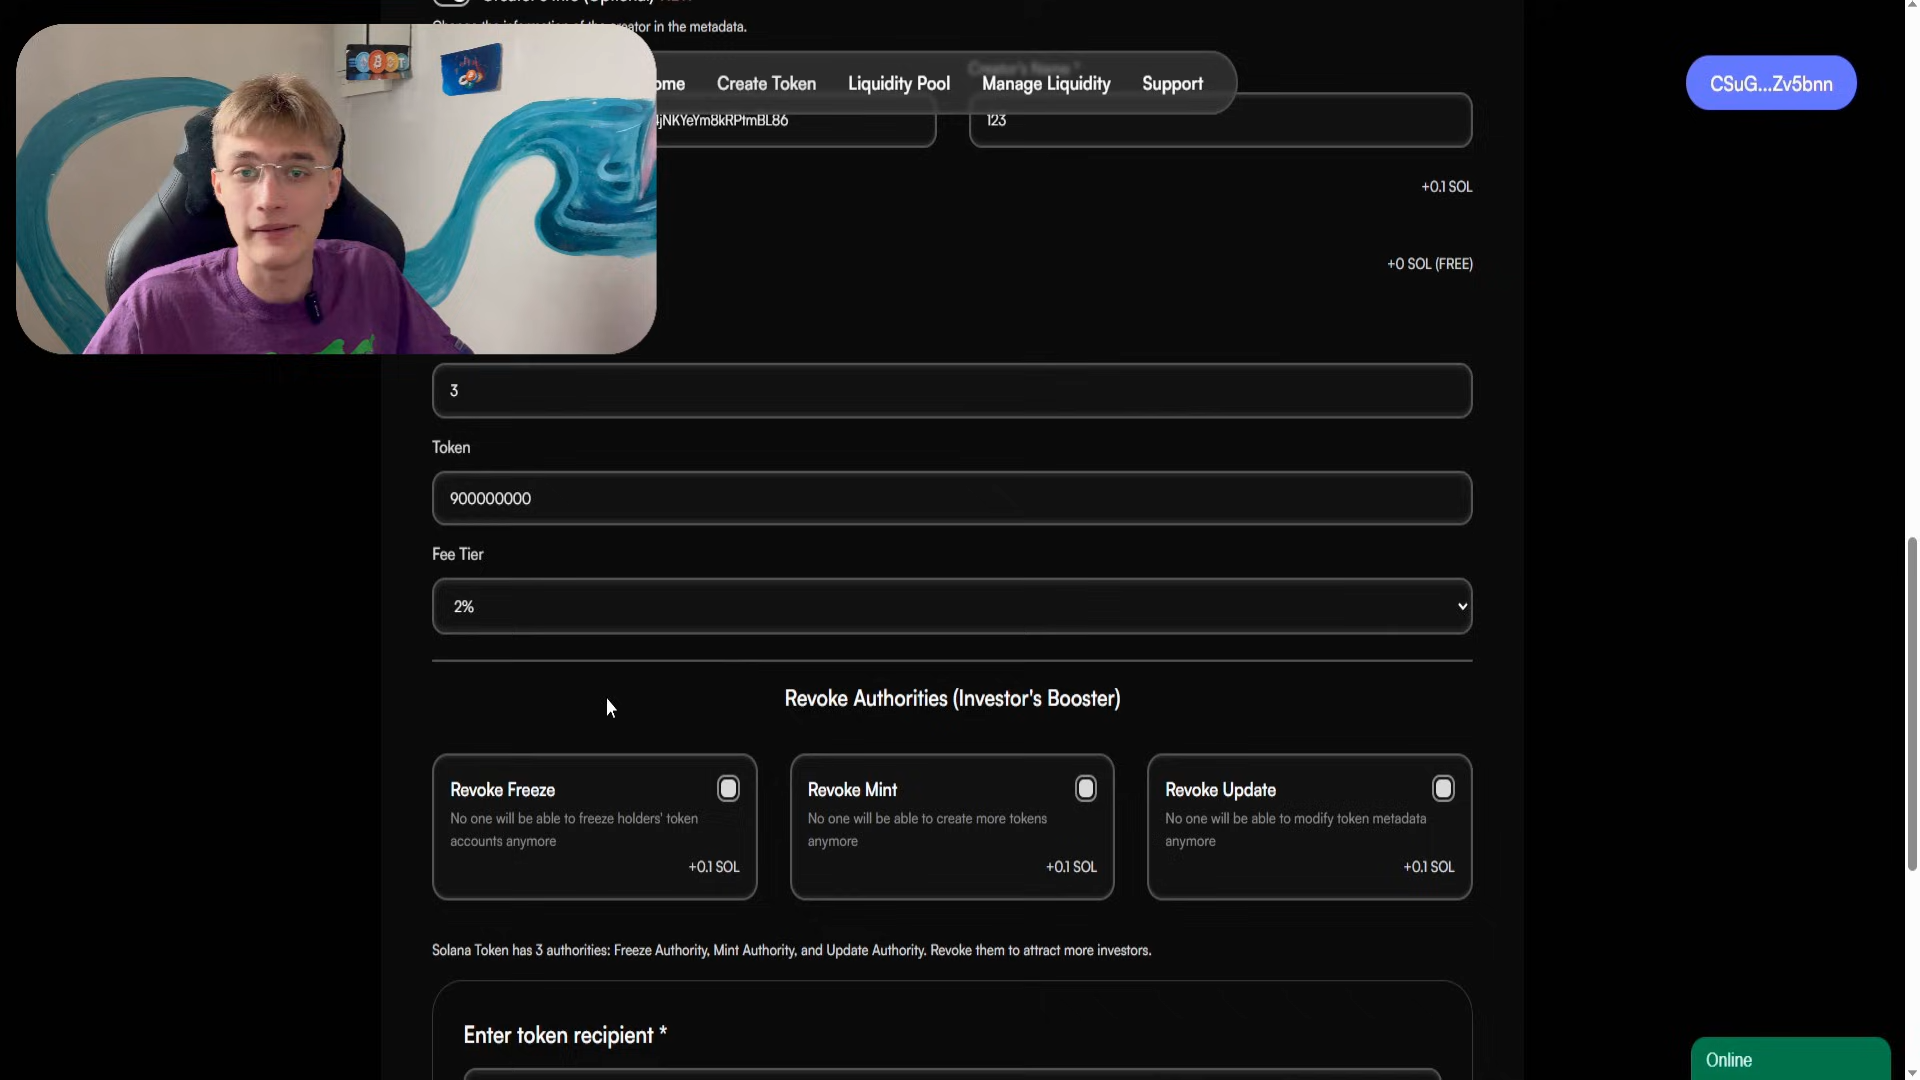 in the metadata.
Create Token
Liquidity Pool
Manage Liquidity
Support
CSuG...Zv5bnn
123
+0.1 SOL
+0 SOL (FREE)
3
Token
900000000
Fee Tier
2%
Revoke Authorities (Investor's Booster)
Revoke Freeze
No one will be able to freeze holders' token
accounts anymore
+0.1 SOL
Revoke Mint
No one will be able to create more tokens
anymore
+0.1 SOL
Revoke Update
No one will be able to modify token metadata
anymore
+0.1 SOL
Solana Token has 3 authorities: Freeze Authority, Mint Authority, and Update Authority. Revoke them to attract more investors.
Enter token recipient *
Online